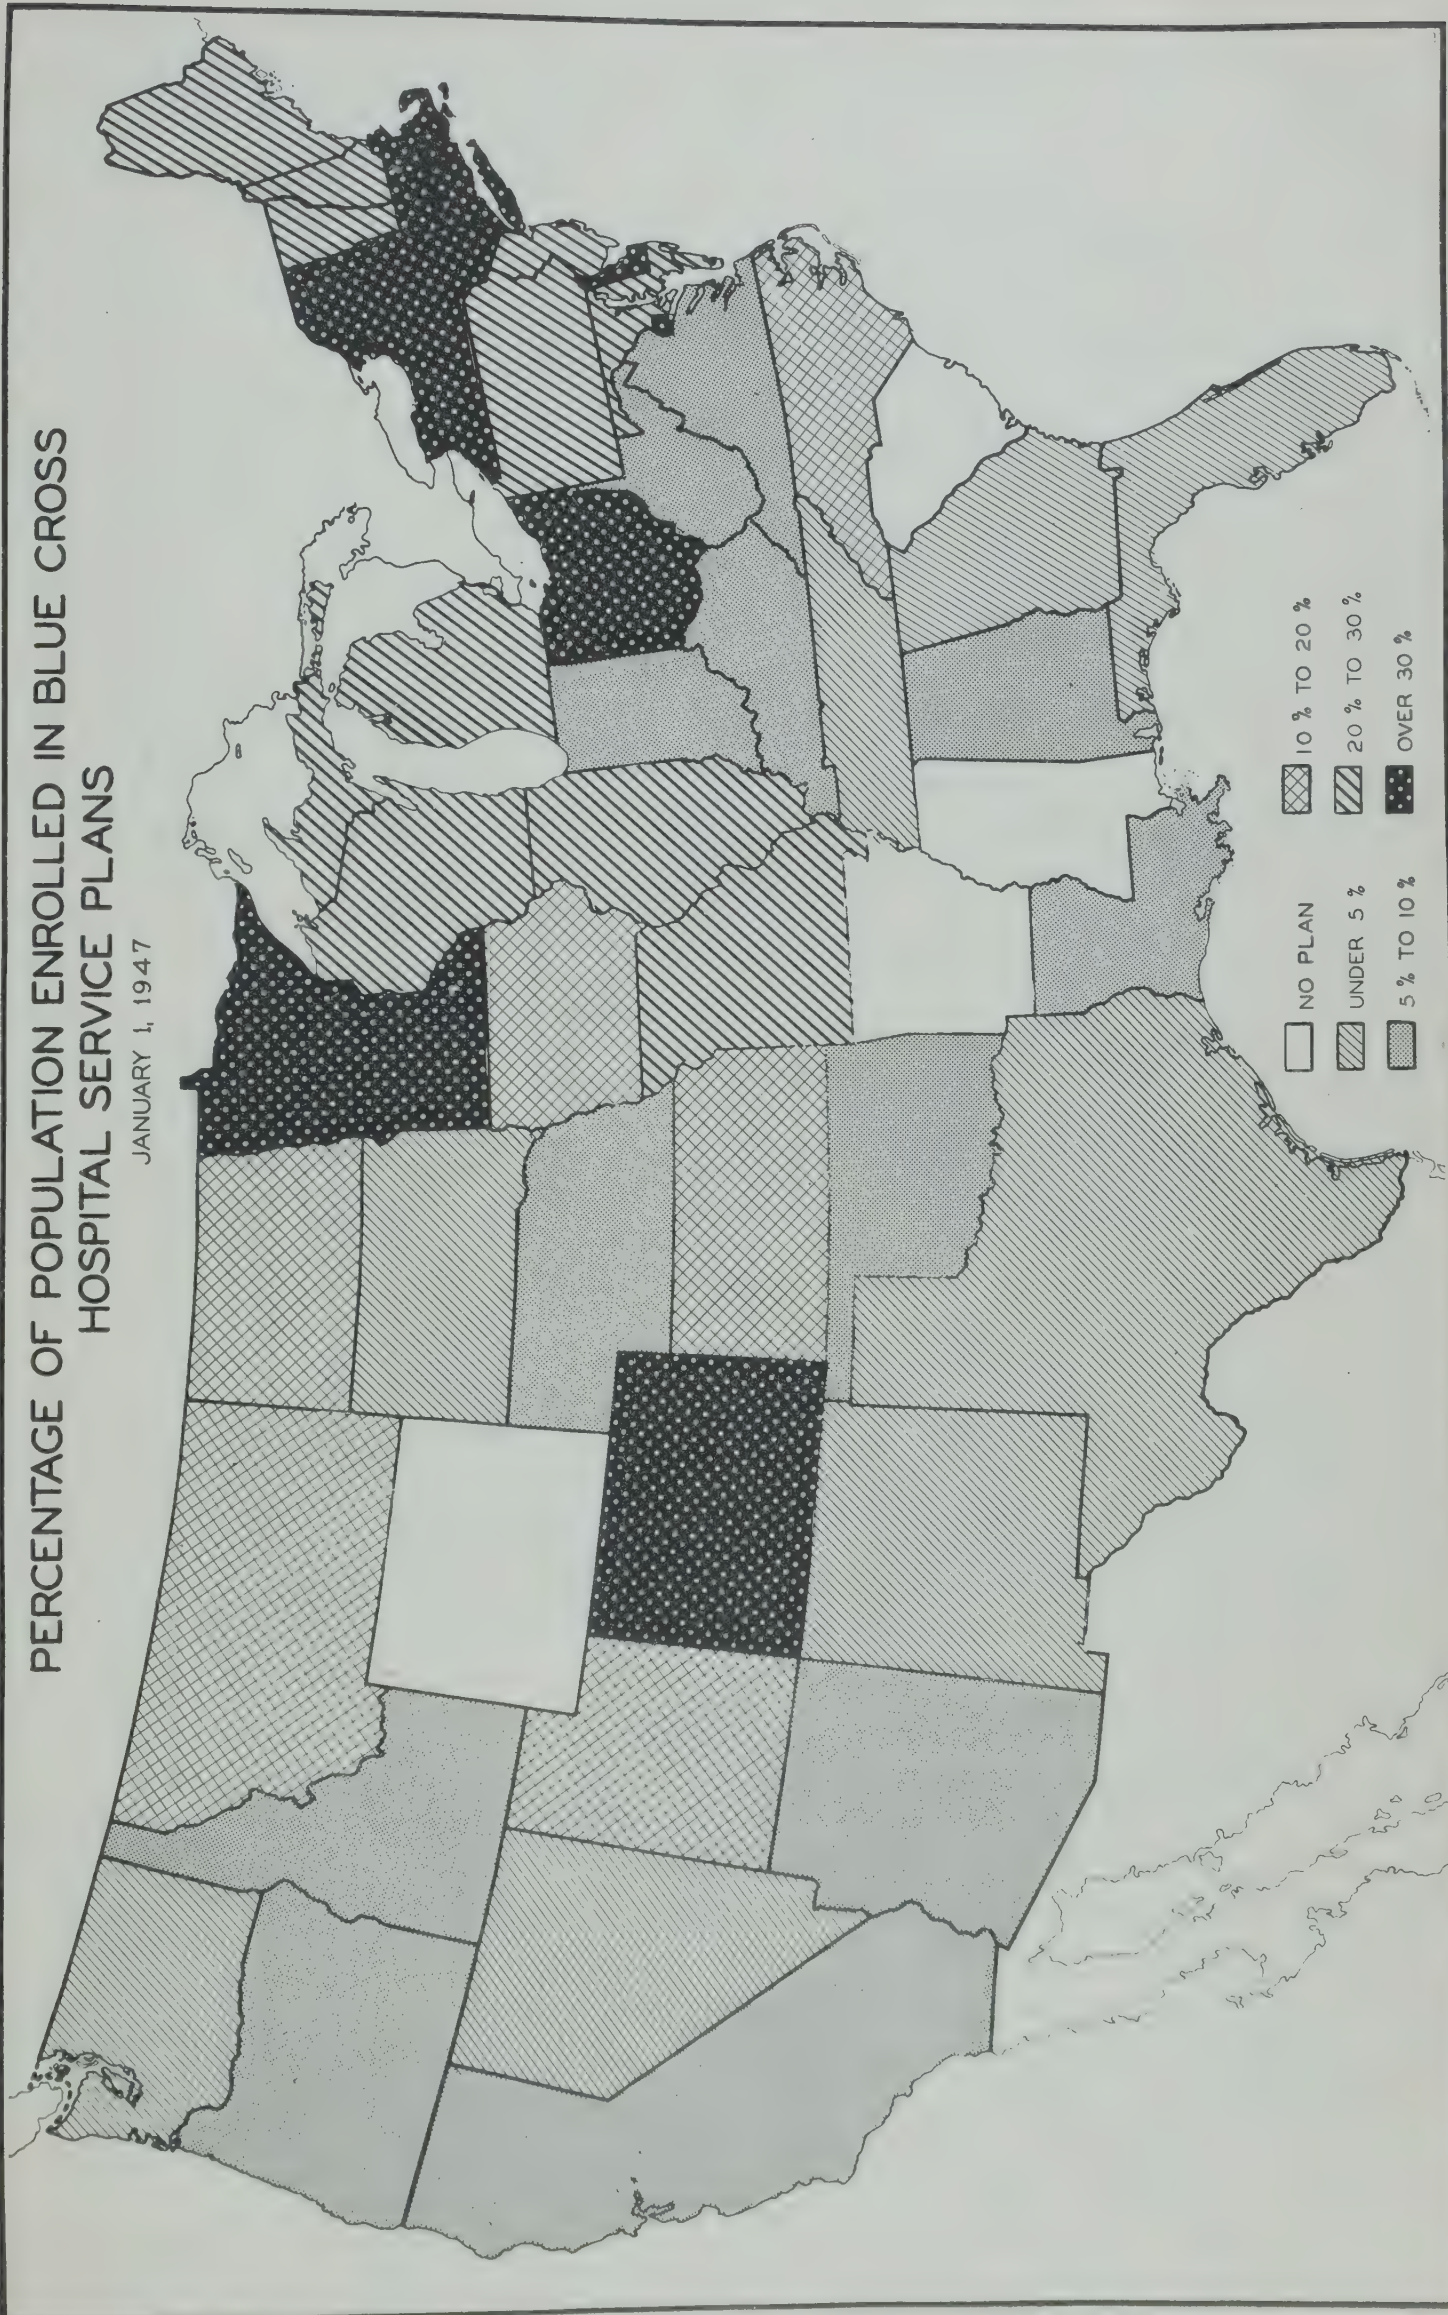 PERCENTAGE OF POPULATION ENROLLED IN BLUE CROSS
HOSPITAL SERVICE PLANS
JANUARY 1, 1947
NO PLAN
UNDER 5 %
5 % TO 10 %
10 % TO 20 %
20 % TO 30 %
OVER 30 %